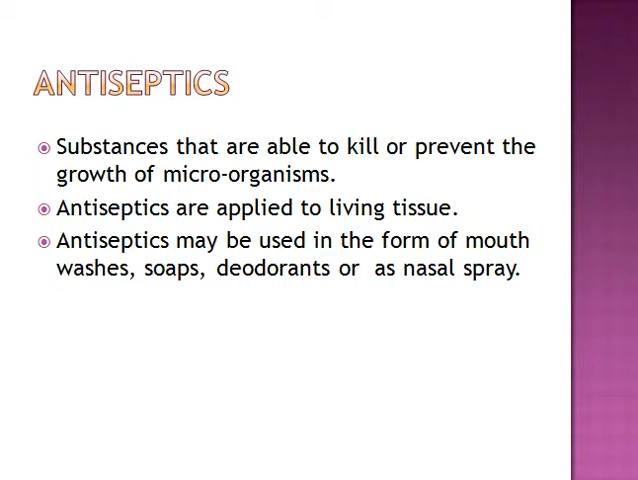 ANTISEPTICS
Substances that are able to kill or prevent the
growth of micro-organisms.
Antiseptics are applied to living tissue.
Antiseptics may be used in the form of mouth
washes, soaps, deodorants or  as nasal spray.